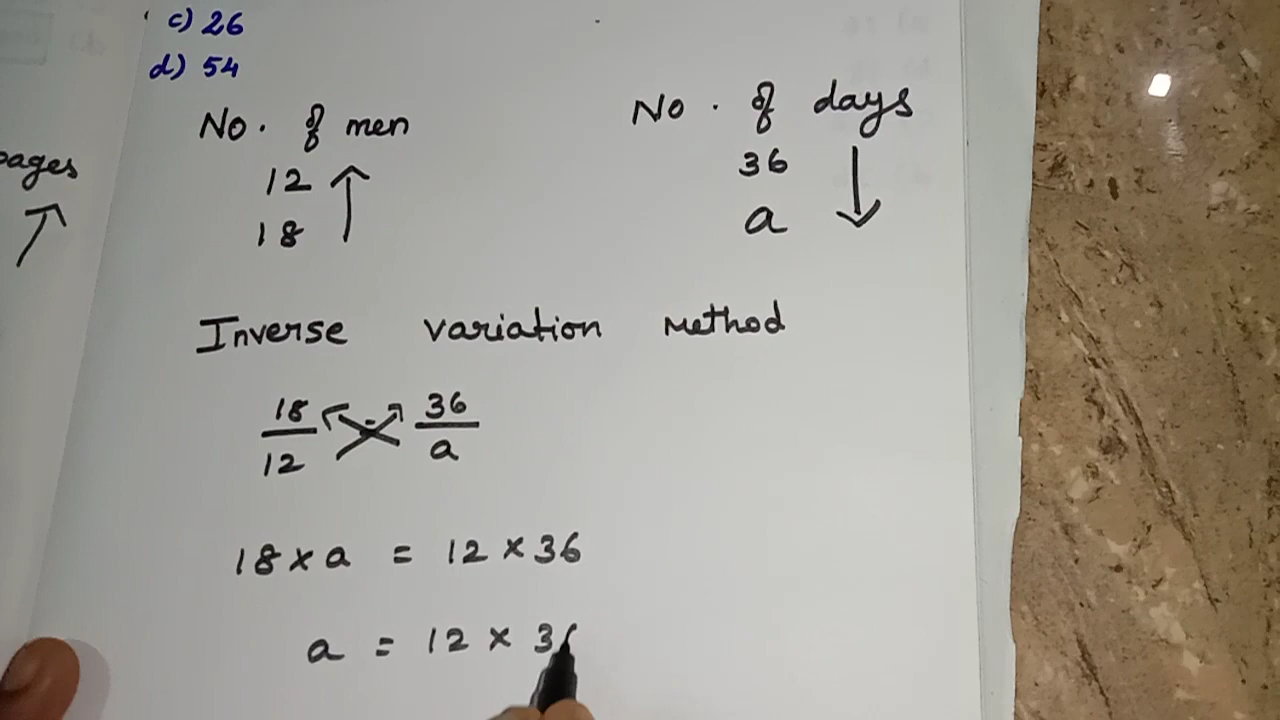 c) 26
d) 54
No. of men No. of days
pages
12 36
18 a
Inverse variation method
18/12 = 36/a
18 × a = 12 × 36
a = 12 × 36